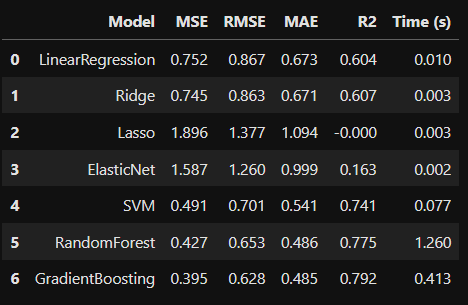 Model MSE RMSE MAE R2 Time (s)
0 LinearRegression 0.752 0.867 0.673 0.604 0.010
1 Ridge 0.745 0.863 0.671 0.607 0.003
2 Lasso 1.896 1.377 1.094 -0.000 0.003
3 ElasticNet 1.587 1.260 0.999 0.163 0.002
4 SVM 0.491 0.701 0.541 0.741 0.077
5 RandomForest 0.427 0.653 0.486 0.775 1.260
6 GradientBoosting 0.395 0.628 0.485 0.792 0.413